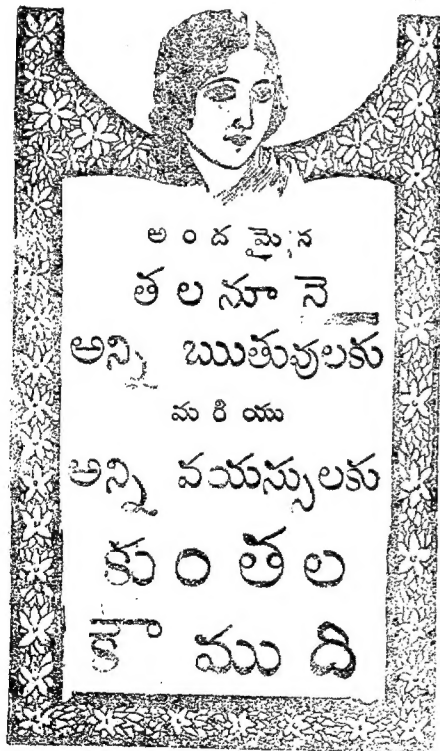 అందమైన
తలనూనె
అన్ని ఋతువులకు
మరియు
అన్ని వయస్సులకు
కుంతల
కౌముది